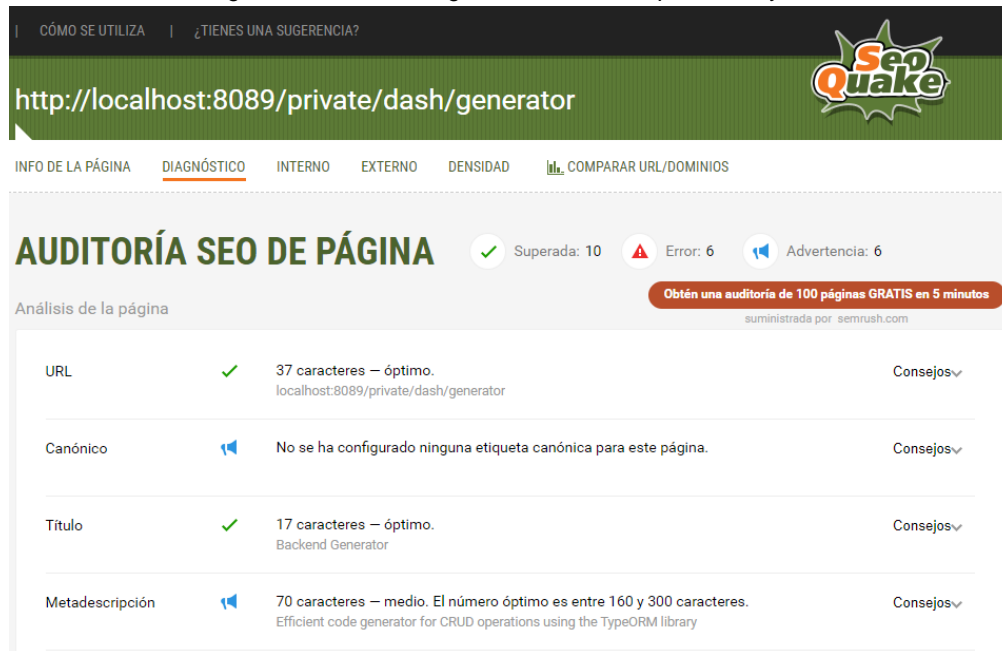 | CÓMO SE UTILIZA | ¿TIENES UNA SUGERENCIA?
Seo
Quake
http://localhost:8089/private/dash/generator
INFO DE LA PÁGINA DIAGNÓSTICO INTERNO EXTERNO DENSIDAD COMPARAR URL/DOMINIOS
AUDITORÍA SEO DE PÁGINA Superada: 10 Error: 6 Advertencia: 6
Obtén una auditoría de 100 páginas GRATIS en 5 minutos
Análisis de la página
suministrada por semrush.com
URL 37 caracteres — óptimo. Consejos
localhost:8089/private/dash/generator
Canónico No se ha configurado ninguna etiqueta canónica para este página. Consejos
Título 17 caracteres — óptimo. Consejos
Backend Generator
Metadescripción 70 caracteres — medio. El número óptimo es entre 160 y 300 caracteres. Consejos
Efficient code generator for CRUD operations using the TypeORM library